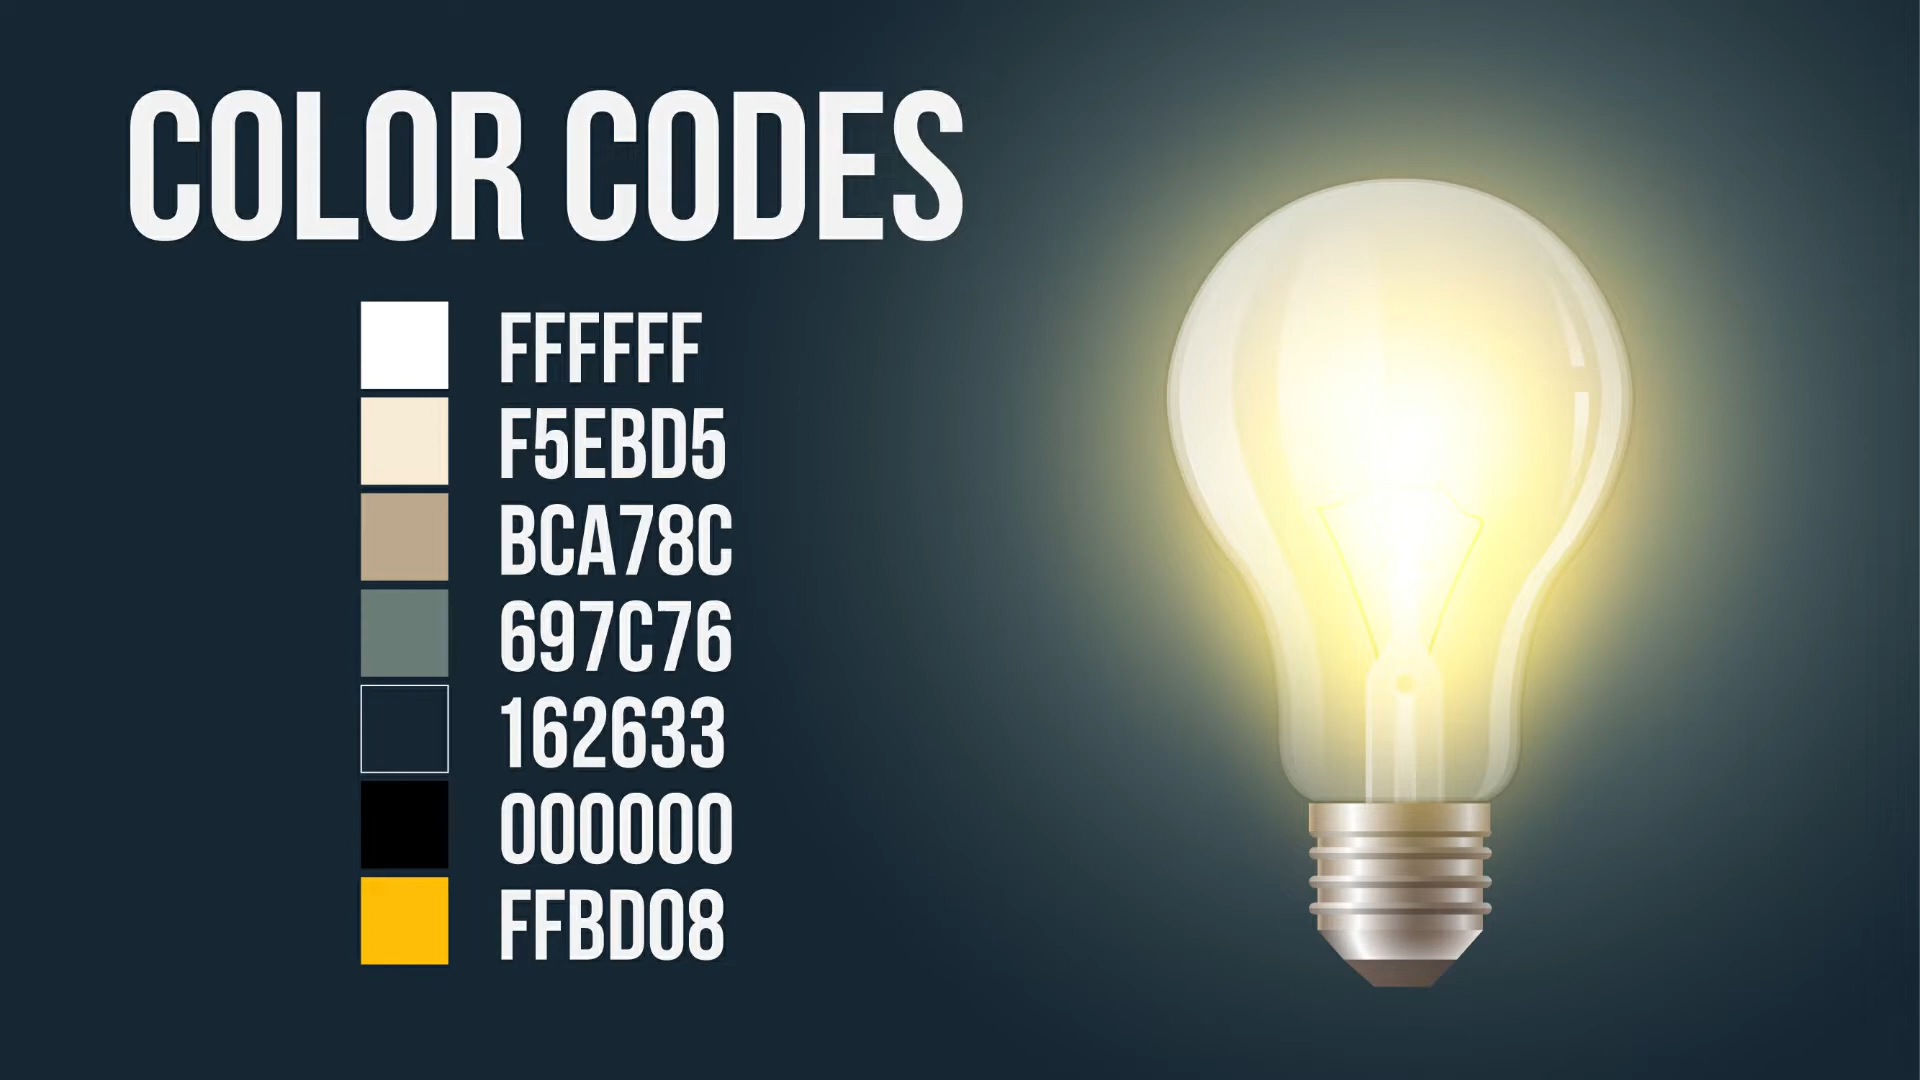 COLOR CODES
FFFFFF
F5EBD5
BCA78C
697C76
162633
000000
FFBD08